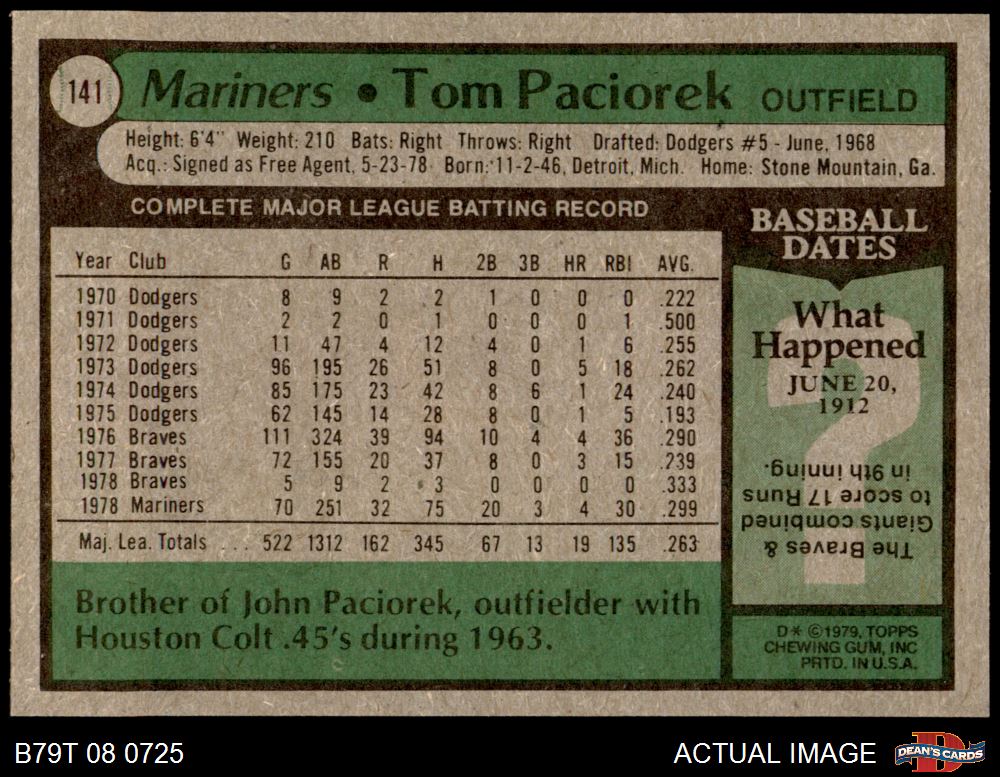 141 Mariners • Tom Paciorek OUTFIELD
Height: 6'4" Weight: 210 Bats: Right Throws: Right Drafted: Dodgers #5 - June, 1968
Acq.: Signed as Free Agent, 5-23-78 Born: 11-2-46, Detroit, Mich. Home: Stone Mountain, Ga.
COMPLETE MAJOR LEAGUE BATTING RECORD
Year Club G AB R H 2B 3B HR RBI AVG.
1970 Dodgers 8 9 2 2 1 0 0 0 .222
1971 Dodgers 2 2 0 1 0 0 0 1 .500
1972 Dodgers 11 47 4 12 4 0 1 6 .255
1973 Dodgers 96 195 26 51 8 0 5 18 .262
1974 Dodgers 85 175 23 42 8 6 1 24 .240
1975 Dodgers 62 145 14 28 8 0 1 5 .193
1976 Braves 111 324 39 94 10 4 4 36 .290
1977 Braves 72 155 20 37 8 0 3 15 .239
1978 Braves 5 9 2 3 0 0 0 0 .333
1978 Mariners 70 251 32 75 20 3 4 30 .299
Maj. Lea. Totals ... 522 1312 162 345 67 13 19 135 .263
Brother of John Paciorek, outfielder with
Houston Colt .45's during 1963.
BASEBALL
DATES
What
Happened
JUNE 20,
1912
The Braves &
Giants combined
to score 17 Runs
in 9th inning.
D* ©1979, TOPPS
CHEWING GUM, INC
PRTD. IN U.S.A.
B79T 08 0725
ACTUAL IMAGE
D
DEAN'S CARDS